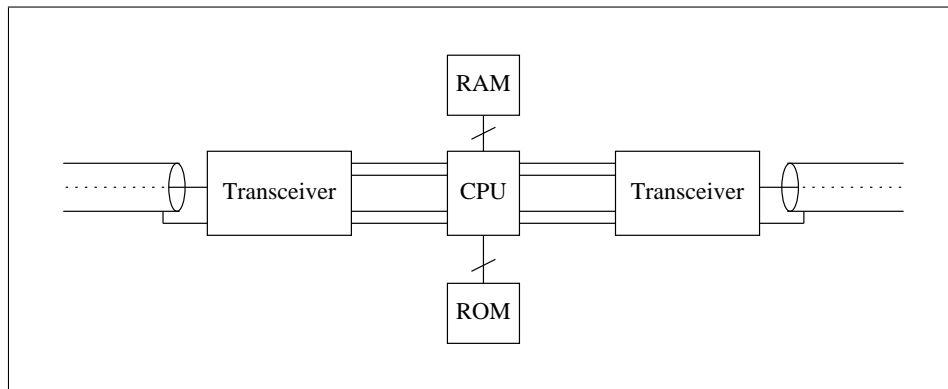 RAM
Transceiver
CPU
Transceiver
ROM